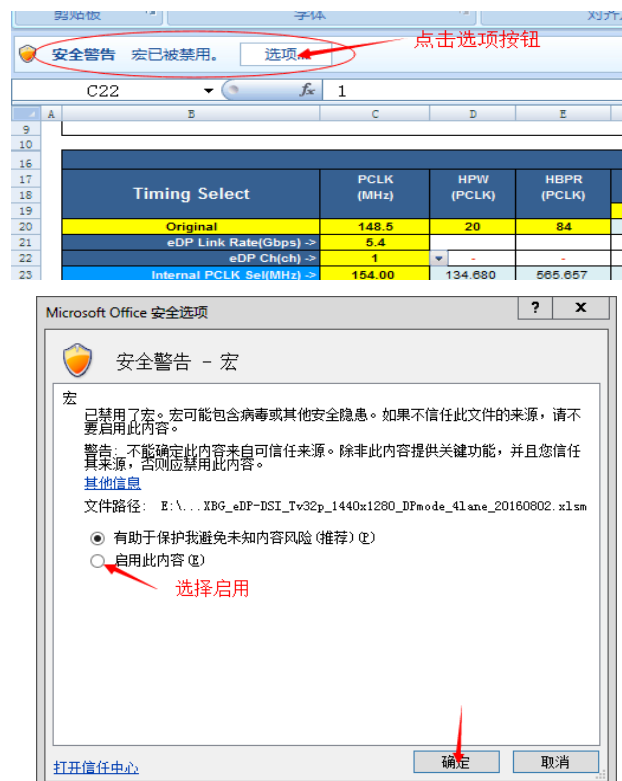 剪贴板 字体 对齐
点击选项按钮
安全警告 宏已被禁用。 选项...
C22 fx 1
A B C D E
9
10
16
17 PCLK HPW HBPR
18 Timing Select (MHz) (PCLK) (PCLK)
19
20 Original 148.5 20 84
21 eDP Link Rate(Gbps) -> 5.4
22 eDP Ch(ch) -> 1 - -
23 Internal PCLK Sel(MHz) -> 154.00 134.680 565.657
Microsoft Office 安全选项 ? X
安全警告 - 宏
宏
已禁用了宏。宏可能包含病毒或其他安全隐患。如果不信任此文件的来源，请不
要启用此内容。
警告: 不能确定此内容来自可信任来源。除非此内容提供关键功能，并且您信任
其来源，否则应禁用此内容。
其他信息
文件路径: E:\...XBG_eDP-DSI_Tv32p_1440x1280_DPmode_4lane_20160802.xlsm
有助于保护我避免未知内容风险(推荐)(P)
启用此内容(E)
选择启用
打开信任中心 确定 取消